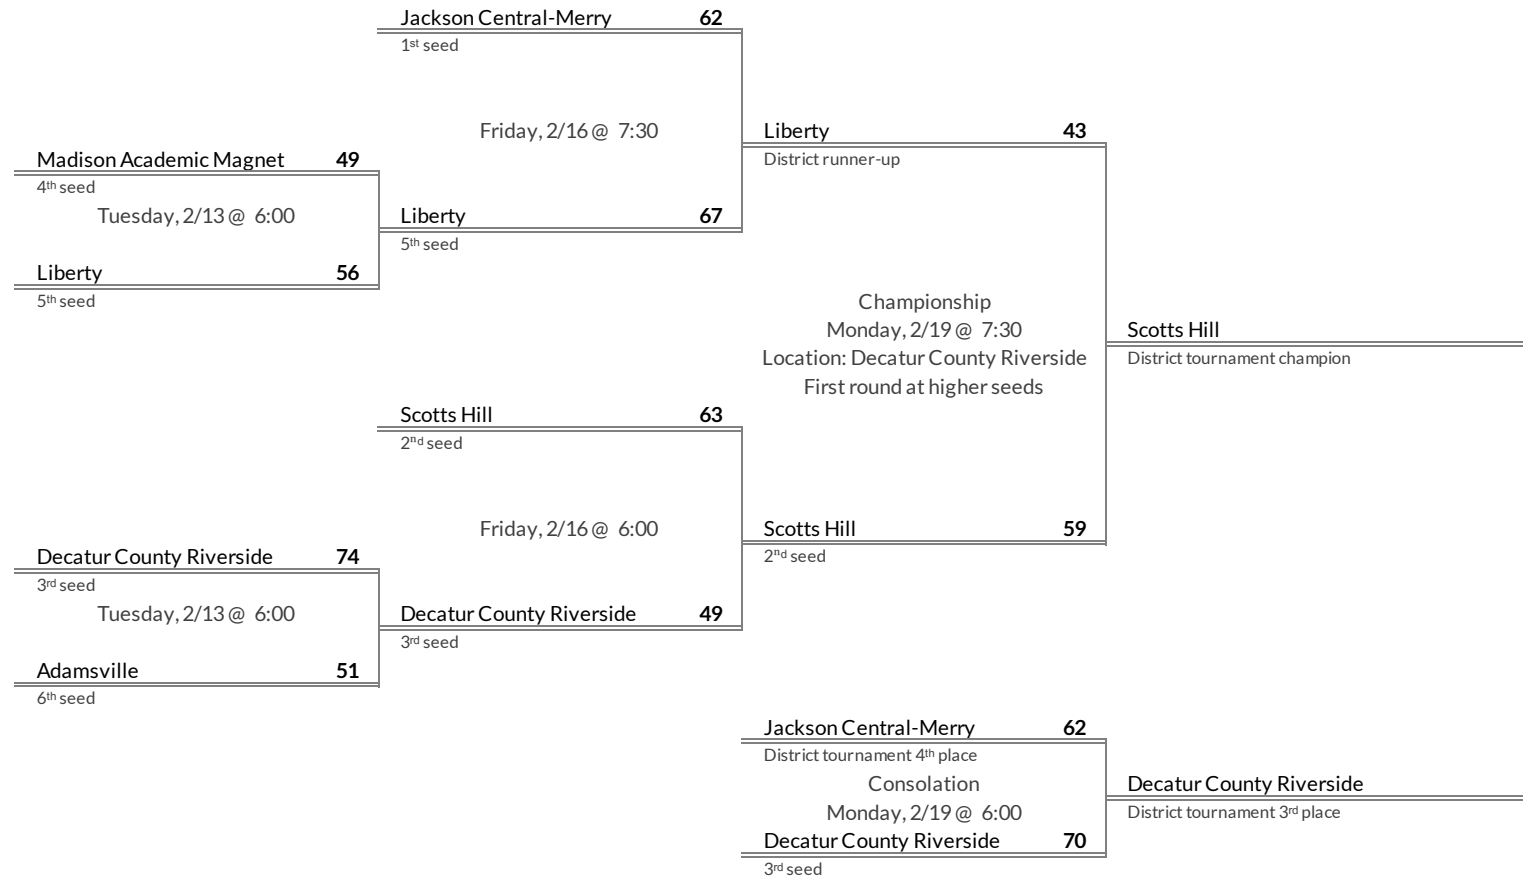 Jackson Central-Merry 62
1st seed
Friday, 2/16 @ 7:30
Liberty 43
District runner-up
Madison Academic Magnet 49
4th seed
Tuesday, 2/13 @ 6:00
Liberty 67
5th seed
Liberty 56
5th seed
Championship
Monday, 2/19 @ 7:30
Location: Decatur County Riverside
First round at higher seeds
Scotts Hill
District tournament champion
Scotts Hill 63
2nd seed
Friday, 2/16 @ 6:00
Scotts Hill 59
2nd seed
Decatur County Riverside 74
3rd seed
Tuesday, 2/13 @ 6:00
Decatur County Riverside 49
3rd seed
Adamsville 51
6th seed
Jackson Central-Merry 62
District tournament 4th place
Consolation
Monday, 2/19 @ 6:00
Decatur County Riverside
District tournament 3rd place
Decatur County Riverside 70
3rd seed